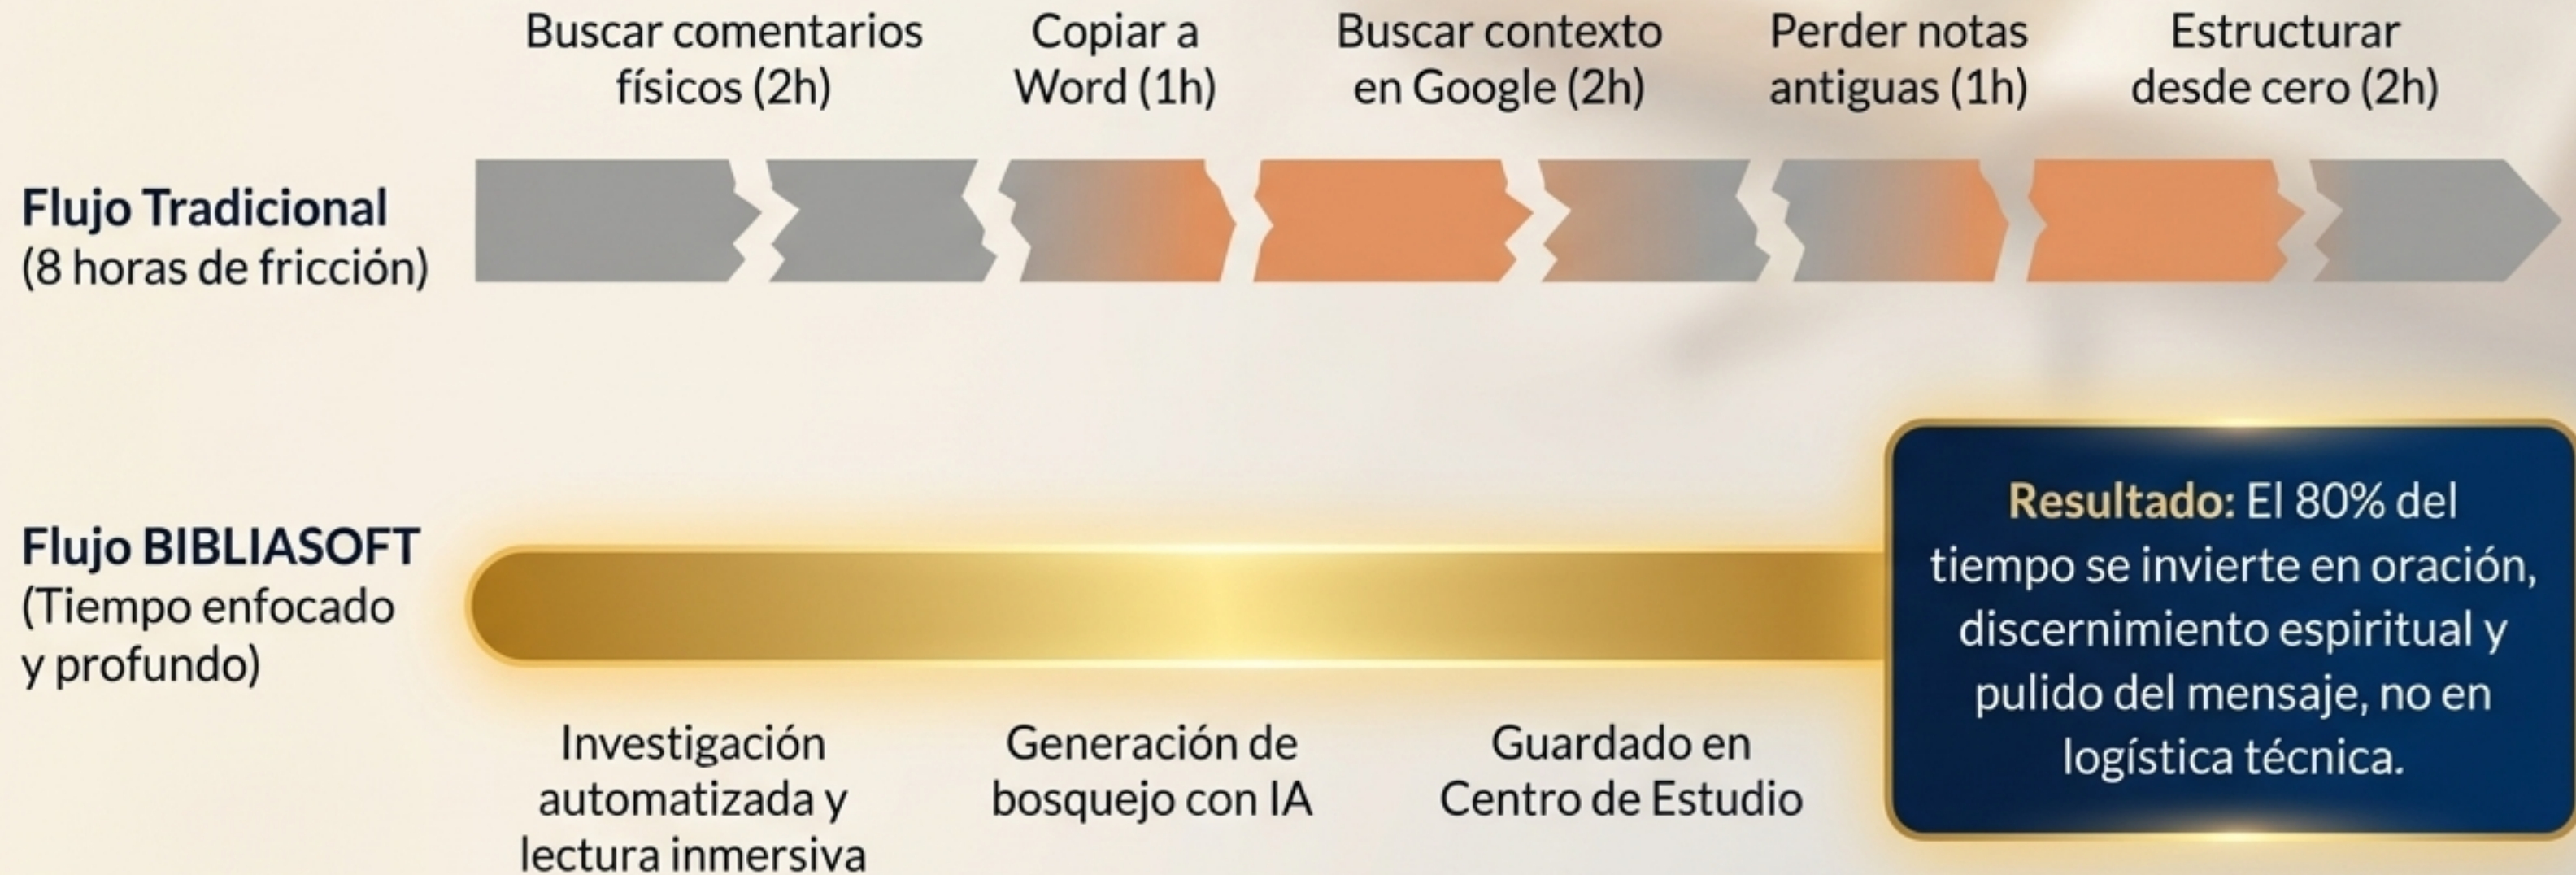 Buscar comentarios
físicos (2h)
Copiar a
Word (1h)
Buscar contexto
en Google (2h)
Perder notas
antiguas (1h)
Estructurar
desde cero (2h)
Flujo Tradicional
(8 horas de fricción)
Flujo BIBLIASOFT
(Tiempo enfocado
y profundo)
Investigación
automatizada y
lectura inmersiva
Generación de
bosquejo con IA
Guardado en
Centro de Estudio
Resultado: El 80% del
tiempo se invierte en oración,
discernimiento espiritual y
pulido del mensaje, no en
logística técnica.